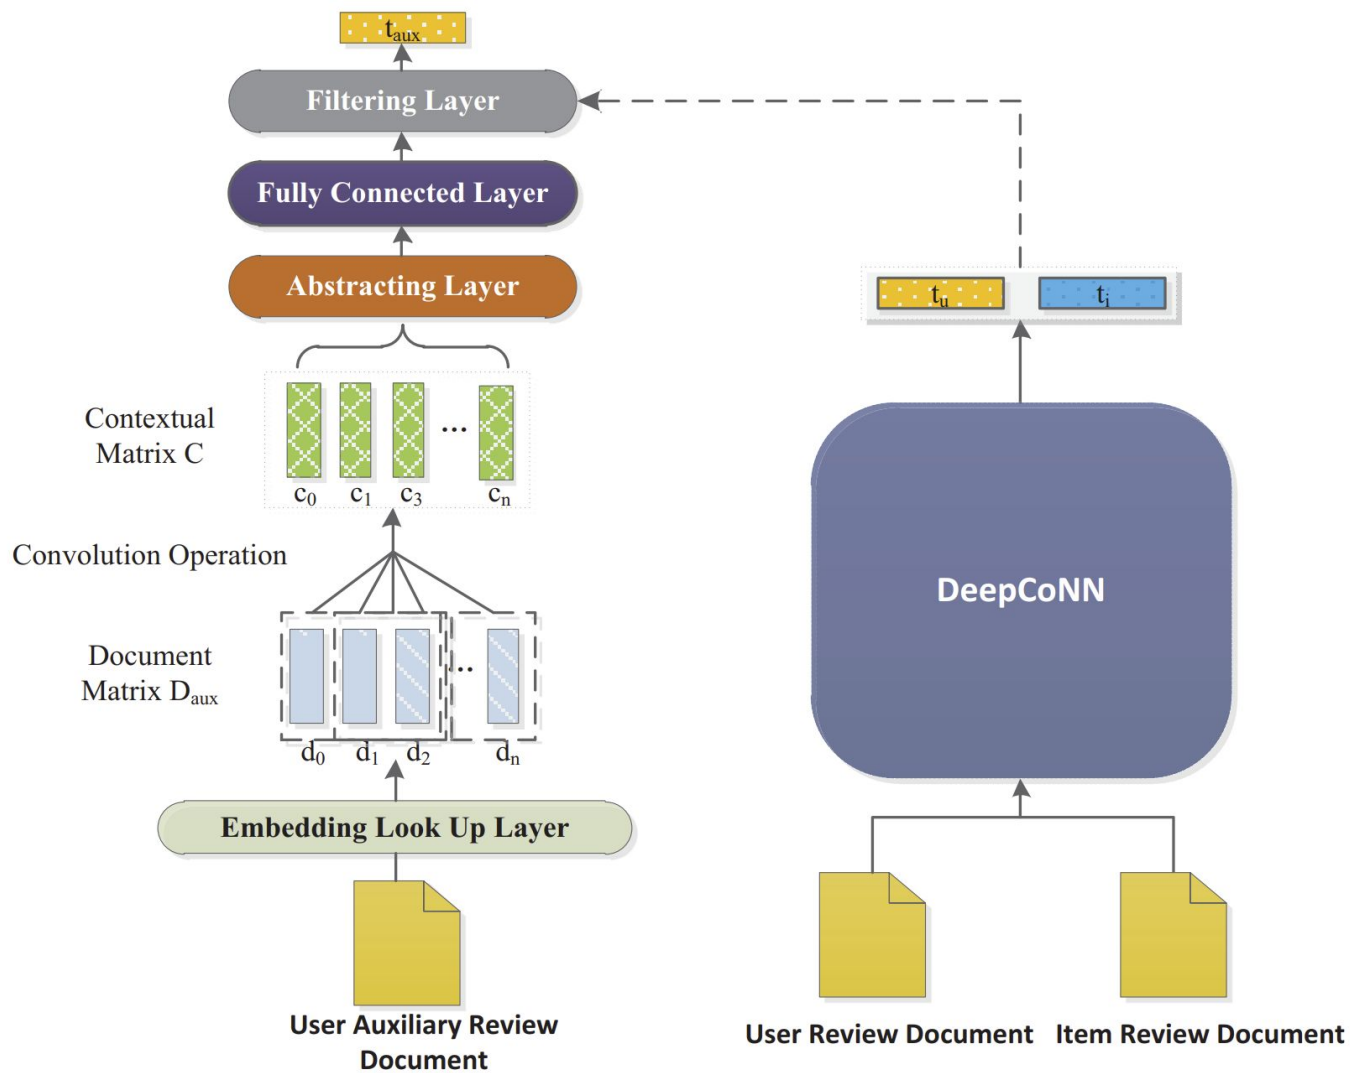 t_aux
Filtering Layer
Fully Connected Layer
Abstracting Layer
t_u
t_i
Contextual
Matrix C
...
c_0 c_1 c_3 c_n
Convolution Operation
DeepCoNN
Document
Matrix D_aux
...
d_0 d_1 d_2 d_n
Embedding Look Up Layer
User Auxiliary Review
Document
User Review Document
Item Review Document